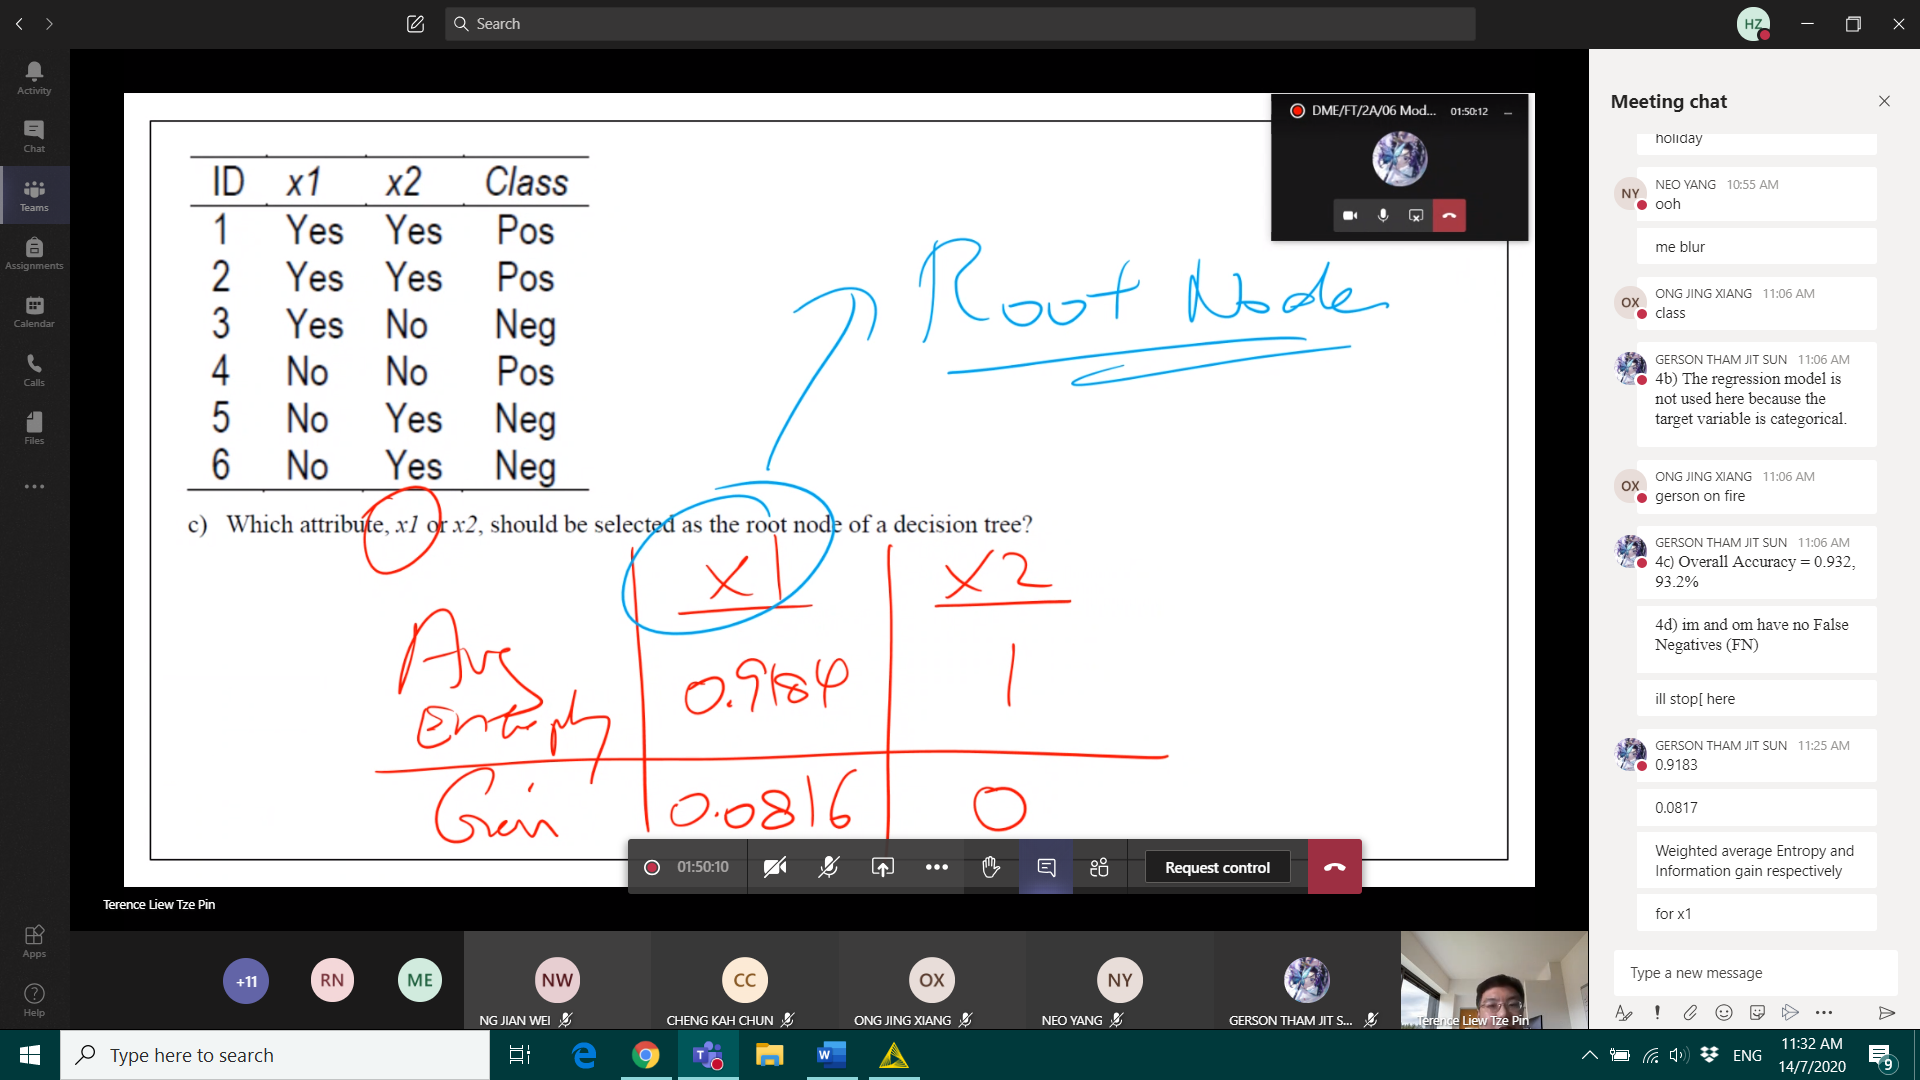 Search
HZ
Activity
Chat
Teams
Assignments
Calendar
Calls
Files
Apps
Help
DME/FT/2A/06 Mod... 01:50:12
ID x1 x2 Class
1 Yes Yes Pos
2 Yes Yes Pos
3 Yes No Neg
4 No No Pos
5 No Yes Neg
6 No Yes Neg
Root Node
c) Which attribute, x1 or x2, should be selected as the root node of a decision tree?
x1 x2
Avg
Entropy 0.9184 1
Gain 0.0816 0
01:50:10
Request control
Terence Liew Tze Pin
+11
RN
ME
NW
NG JIAN WEI
CC
CHENG KAH CHUN
OX
ONG JING XIANG
NY
NEO YANG
GERSON THAM JIT S...
Terence Liew Tze Pin
Meeting chat
holiday
NY
NEO YANG 10:55 AM
ooh
me blur
OX
ONG JING XIANG 11:06 AM
class
GERSON THAM JIT SUN 11:06 AM
4b) The regression model is
not used here because the
target variable is categorical.
OX
ONG JING XIANG 11:06 AM
gerson on fire
GERSON THAM JIT SUN 11:06 AM
4c) Overall Accuracy = 0.932,
93.2%
4d) im and om have no False
Negatives (FN)
ill stop[ here
GERSON THAM JIT SUN 11:25 AM
0.9183
0.0817
Weighted average Entropy and
Information gain respectively
for x1
Type a new message
Type here to search
ENG
11:32 AM
14/7/2020
9